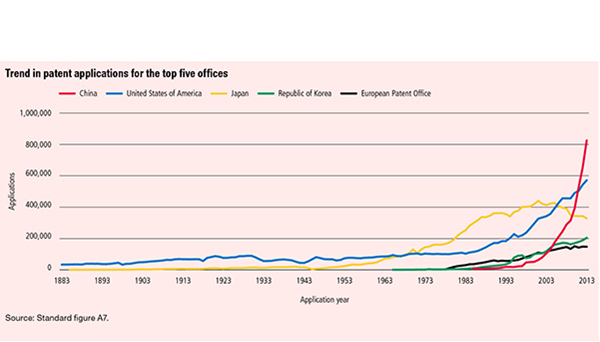 Trend in patent applications for the top five offices
China United States of America Japan Republic of Korea European Patent Office
1,000,000
800,000
600,000
400,000
200,000
0
Applications
1883 1893 1903 1913 1923 1933 1943 1953 1963 1973 1983 1993 2003 2013
Application year
Source: Standard figure A7.